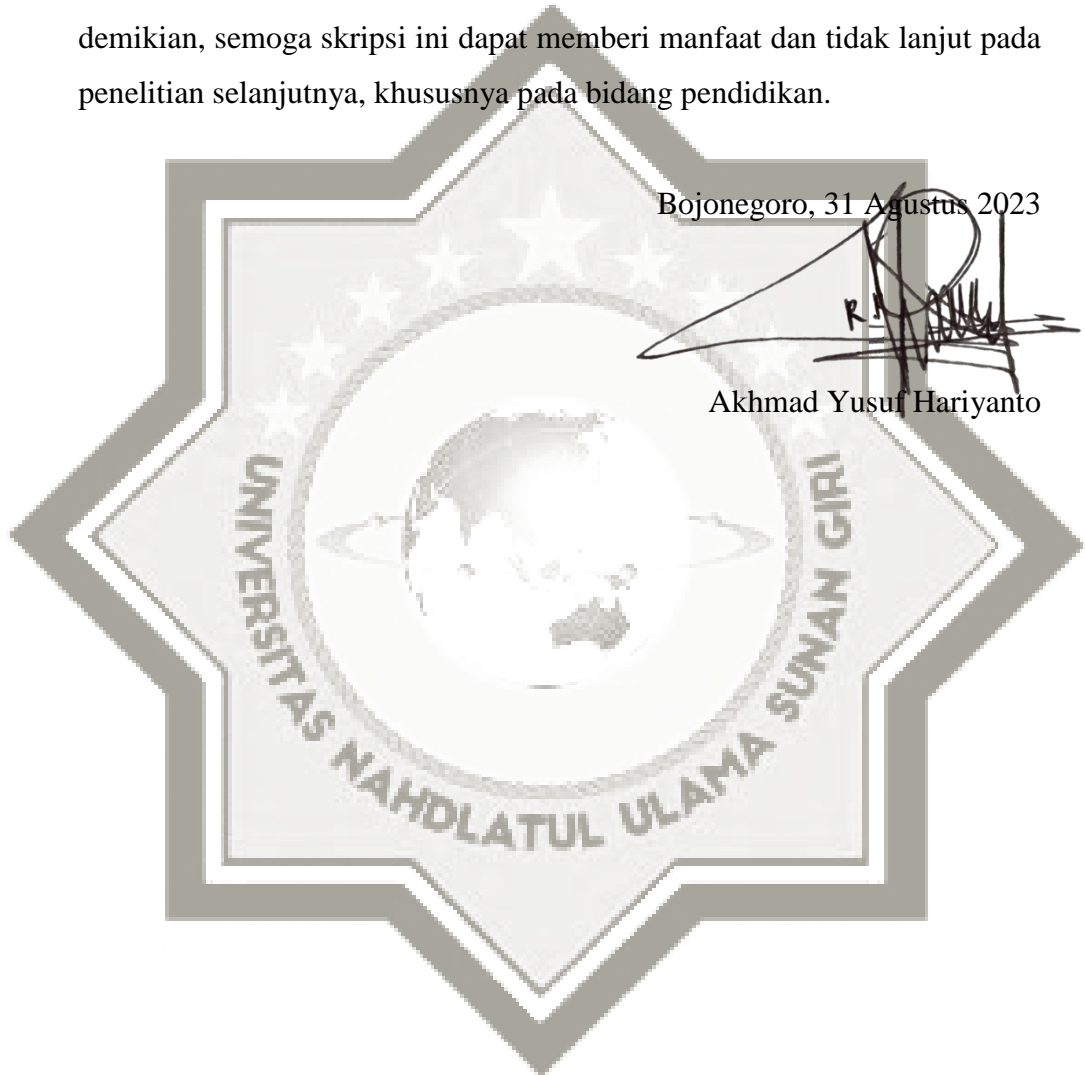 demikian, semoga skripsi ini dapat memberi manfaat dan tidak lanjut pada
penelitian selanjutnya, khususnya pada bidang pendidikan.
Bojonegoro, 31 Agustus 2023
Akhmad Yusuf Hariyanto
UNIVERSITAS NAHDLATUL ULAMA SUNAN GIRI